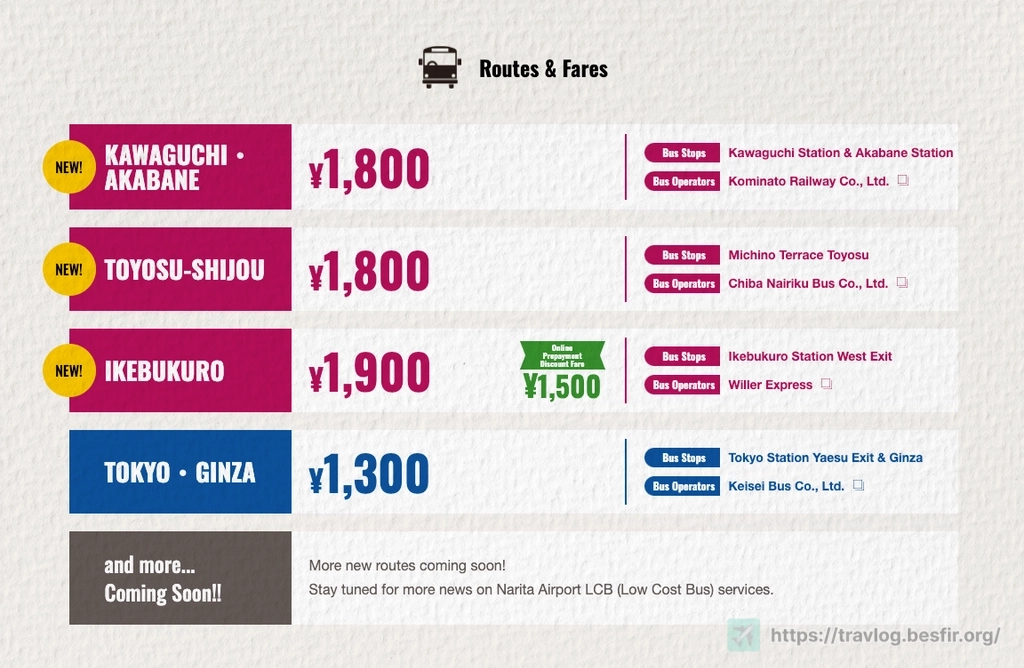 Routes & Fares
NEW!
KAWAGUCHI・
AKABANE
¥1,800
Bus Stops
Kawaguchi Station & Akabane Station
Bus Operators
Kominato Railway Co., Ltd.
NEW!
TOYOSU-SHIJOU
¥1,800
Bus Stops
Michino Terrace Toyosu
Bus Operators
Chiba Nairiku Bus Co., Ltd.
NEW!
IKEBUKURO
¥1,900
Online
Prepayment
Discount Fare
¥1,500
Bus Stops
Ikebukuro Station West Exit
Bus Operators
Willer Express
TOKYO・GINZA
¥1,300
Bus Stops
Tokyo Station Yaesu Exit & Ginza
Bus Operators
Keisei Bus Co., Ltd.
and more...
Coming Soon!!
More new routes coming soon!
Stay tuned for more news on Narita Airport LCB (Low Cost Bus) services.
https://travlog.besfir.org/